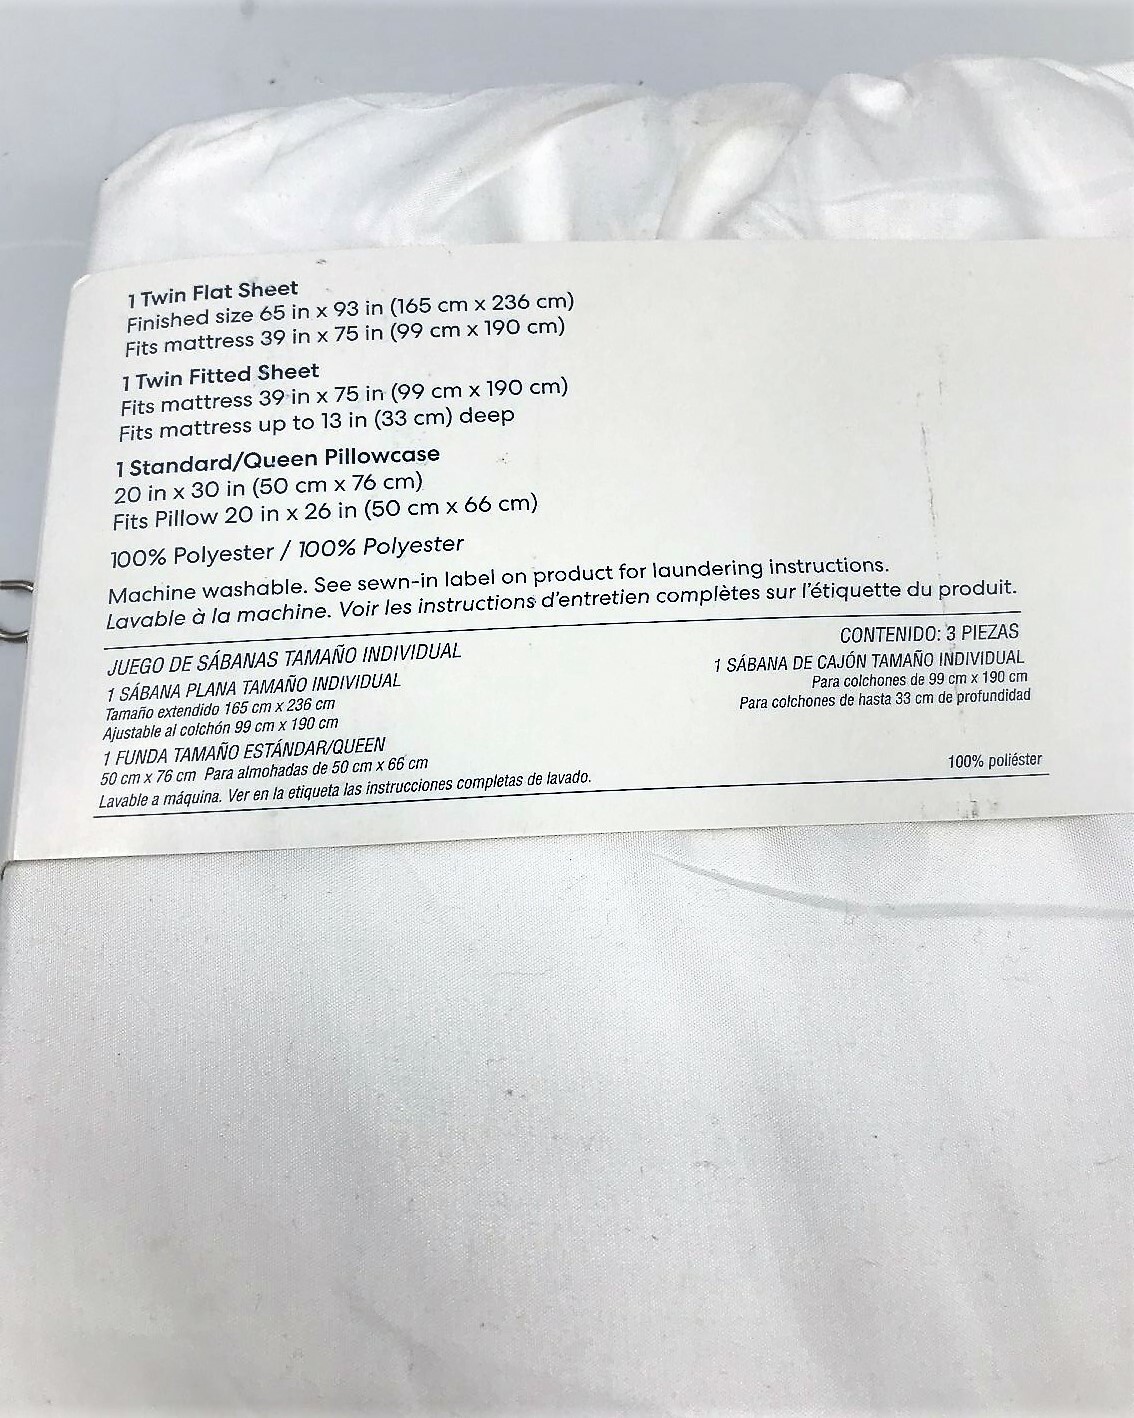 1 Twin Flat Sheet
Finished size 65 in x 93 in (165 cm x 236 cm)
Fits mattress 39 in x 75 in (99 cm x 190 cm)
1 Twin Fitted Sheet
Fits mattress 39 in x 75 in (99 cm x 190 cm)
Fits mattress up to 13 in (33 cm) deep
1 Standard/Queen Pillowcase
20 in x 30 in (50 cm x 76 cm)
Fits Pillow 20 in x 26 in (50 cm x 66 cm)
100% Polyester / 100% Polyester
Machine washable. See sewn-in label on product for laundering instructions.
Lavable à la machine. Voir les instructions d'entretien complètes sur l'étiquette du produit.
JUEGO DE SÁBANAS TAMAÑO INDIVIDUAL
1 SÁBANA PLANA TAMAÑO INDIVIDUAL
Tamaño extendido 165 cm x 236 cm
Ajustable al colchón 99 cm x 190 cm
1 FUNDA TAMAÑO ESTÁNDAR/QUEEN
50 cm x 76 cm Para almohadas de 50 cm x 66 cm
Lavable a máquina. Ver en la etiqueta las instrucciones completas de lavado.
CONTENIDO: 3 PIEZAS
1 SÁBANA DE CAJÓN TAMAÑO INDIVIDUAL
Para colchones de 99 cm x 190 cm
Para colchones de hasta 33 cm de profundidad
100% poliéster